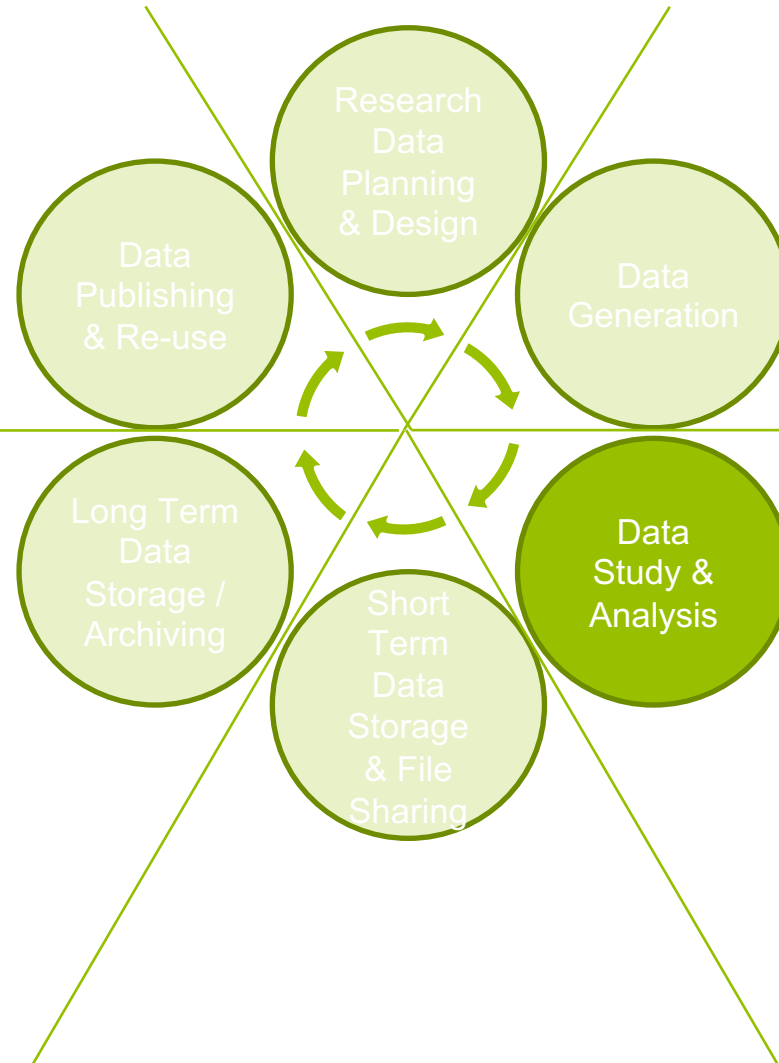 Research
Data
Planning
& Design
Data
Generation
Data
Study &
Analysis
Short
Term
Data
Storage
& File
Sharing
Long Term
Data
Storage /
Archiving
Data
Publishing
& Re-use